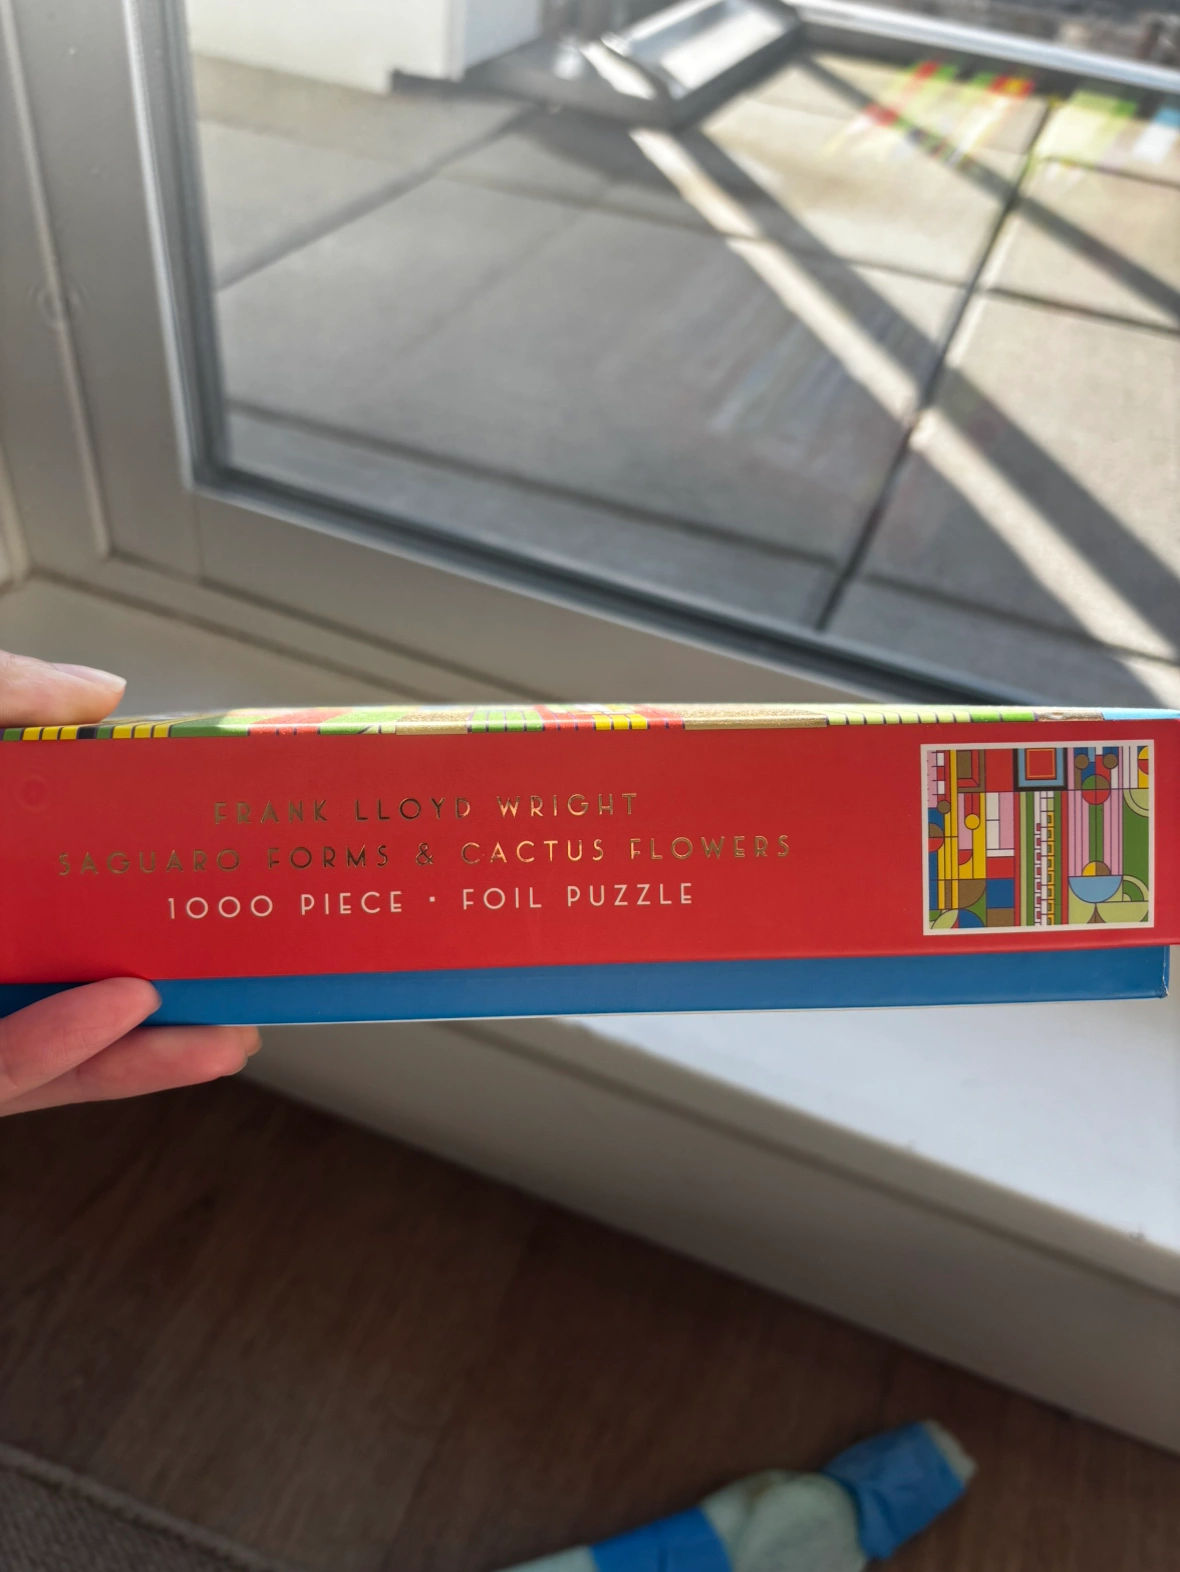 FRANK LLOYD WRIGHT
SAGUARO FORMS & CACTUS FLOWERS
1000 PIECE · FOIL PUZZLE